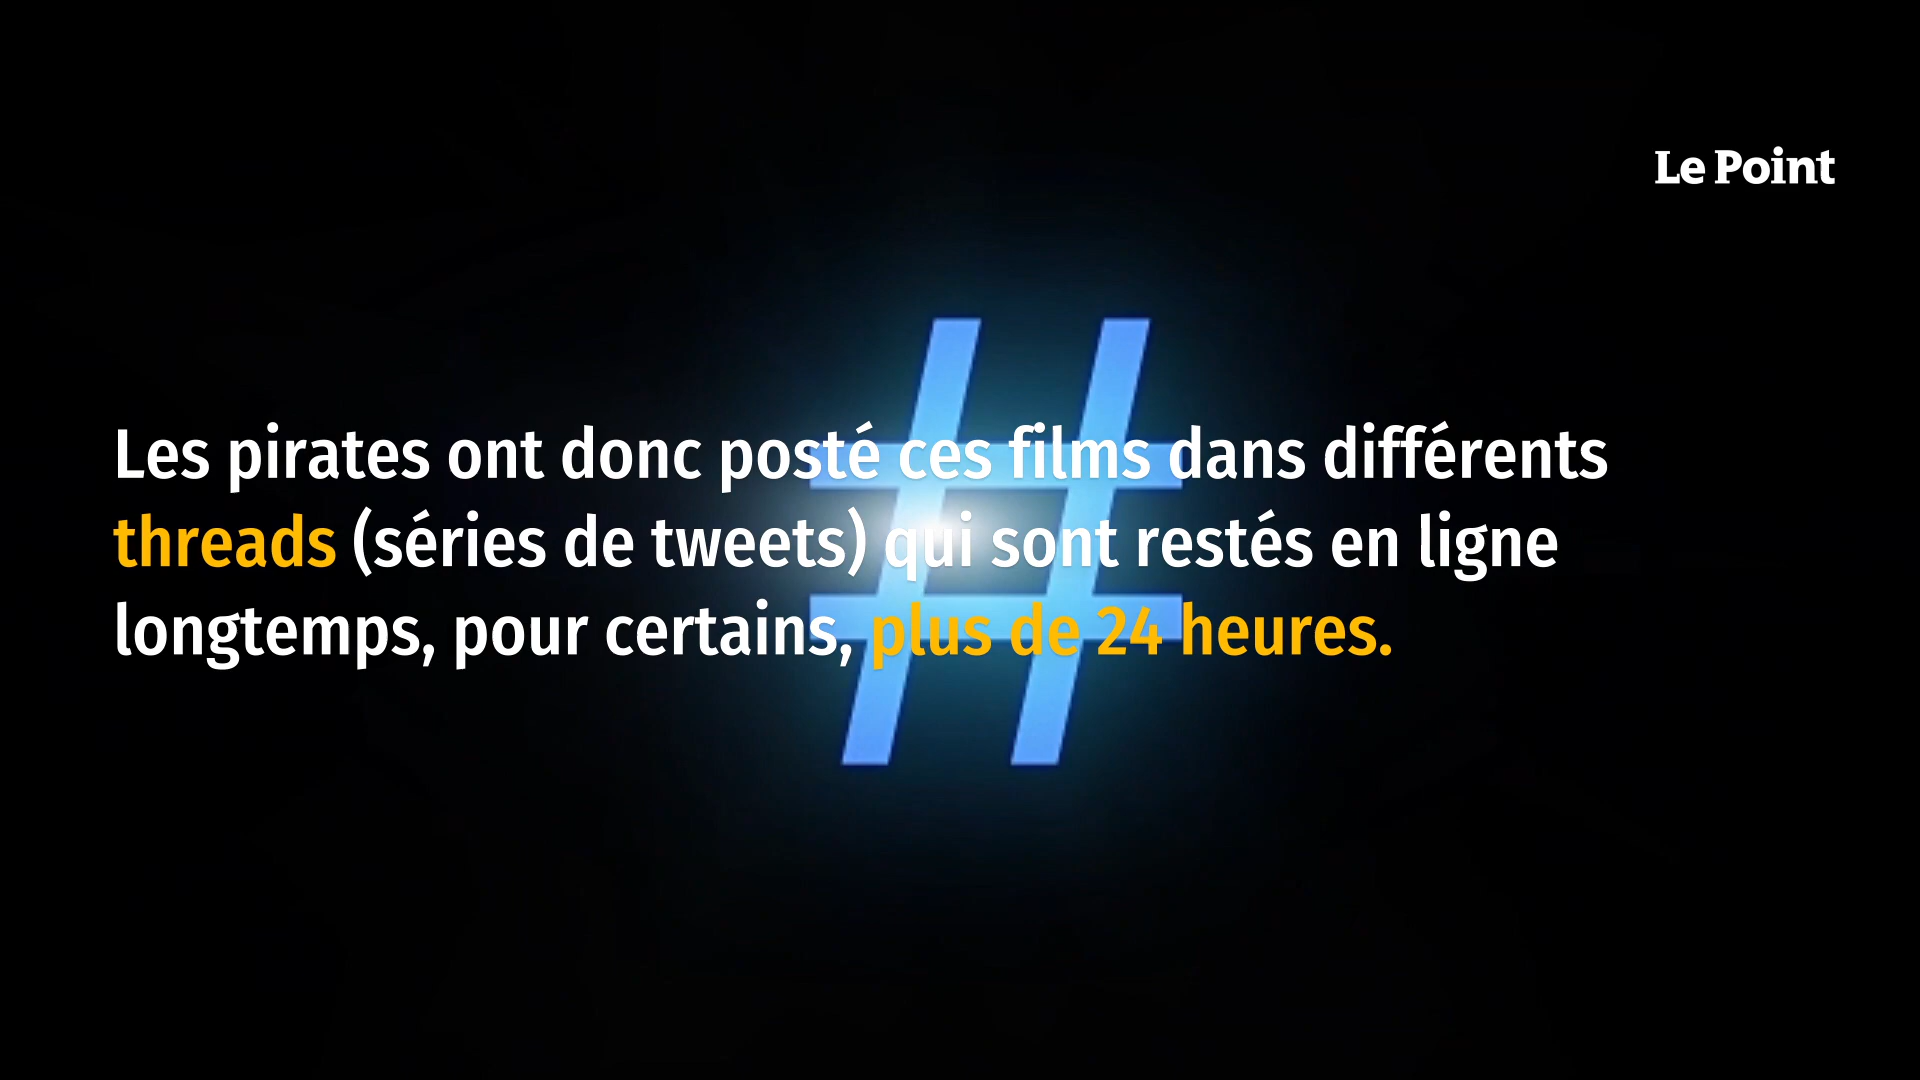 Le Point
#
Les pirates ont donc posté ces films dans différents
threads (séries de tweets) qui sont restés en ligne
longtemps, pour certains, plus de 24 heures.